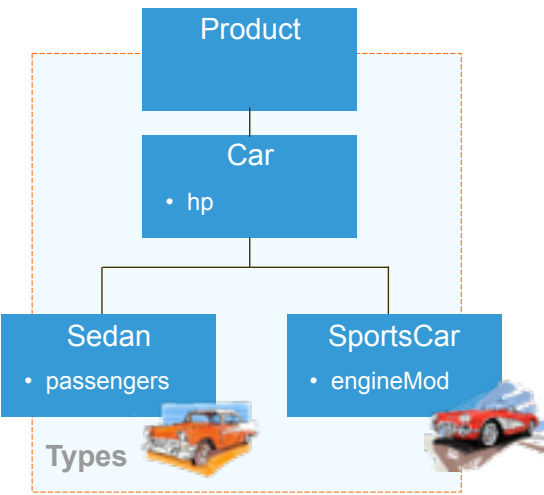 Product
Car
• hp
Sedan
• passengers
SportsCar
• engineMod
Types